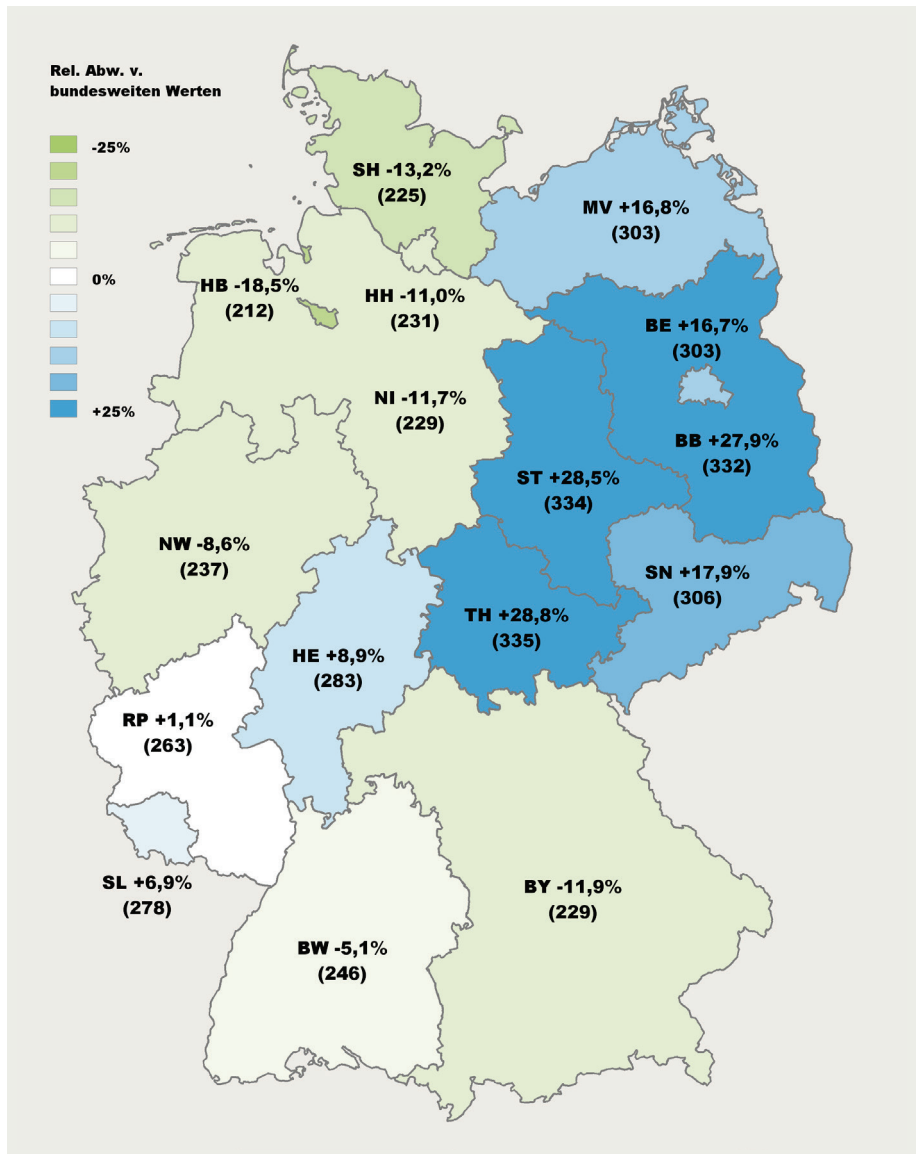 Rel. Abw. v.
bundesweiten Werten
-25%
0%
+25%
SH -13,2%
(225)
MV +16,8%
(303)
HB -18,5%
(212)
HH -11,0%
(231)
BE +16,7%
(303)
NI -11,7%
(229)
BB +27,9%
(332)
ST +28,5%
(334)
NW -8,6%
(237)
SN +17,9%
(306)
TH +28,8%
(335)
HE +8,9%
(283)
RP +1,1%
(263)
SL +6,9%
(278)
BY -11,9%
(229)
BW -5,1%
(246)